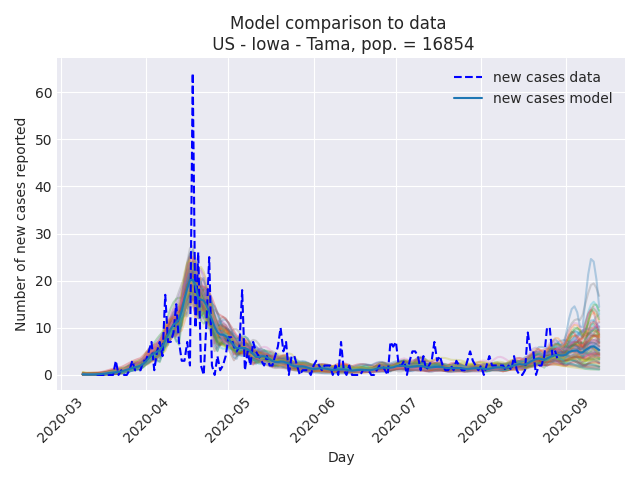 Model comparison to data
US - Iowa - Tama, pop. = 16854
new cases data
new cases model
Number of new cases reported
60
50
40
30
20
10
0
2020-03
2020-04
2020-05
2020-06
2020-07
2020-08
2020-09
Day